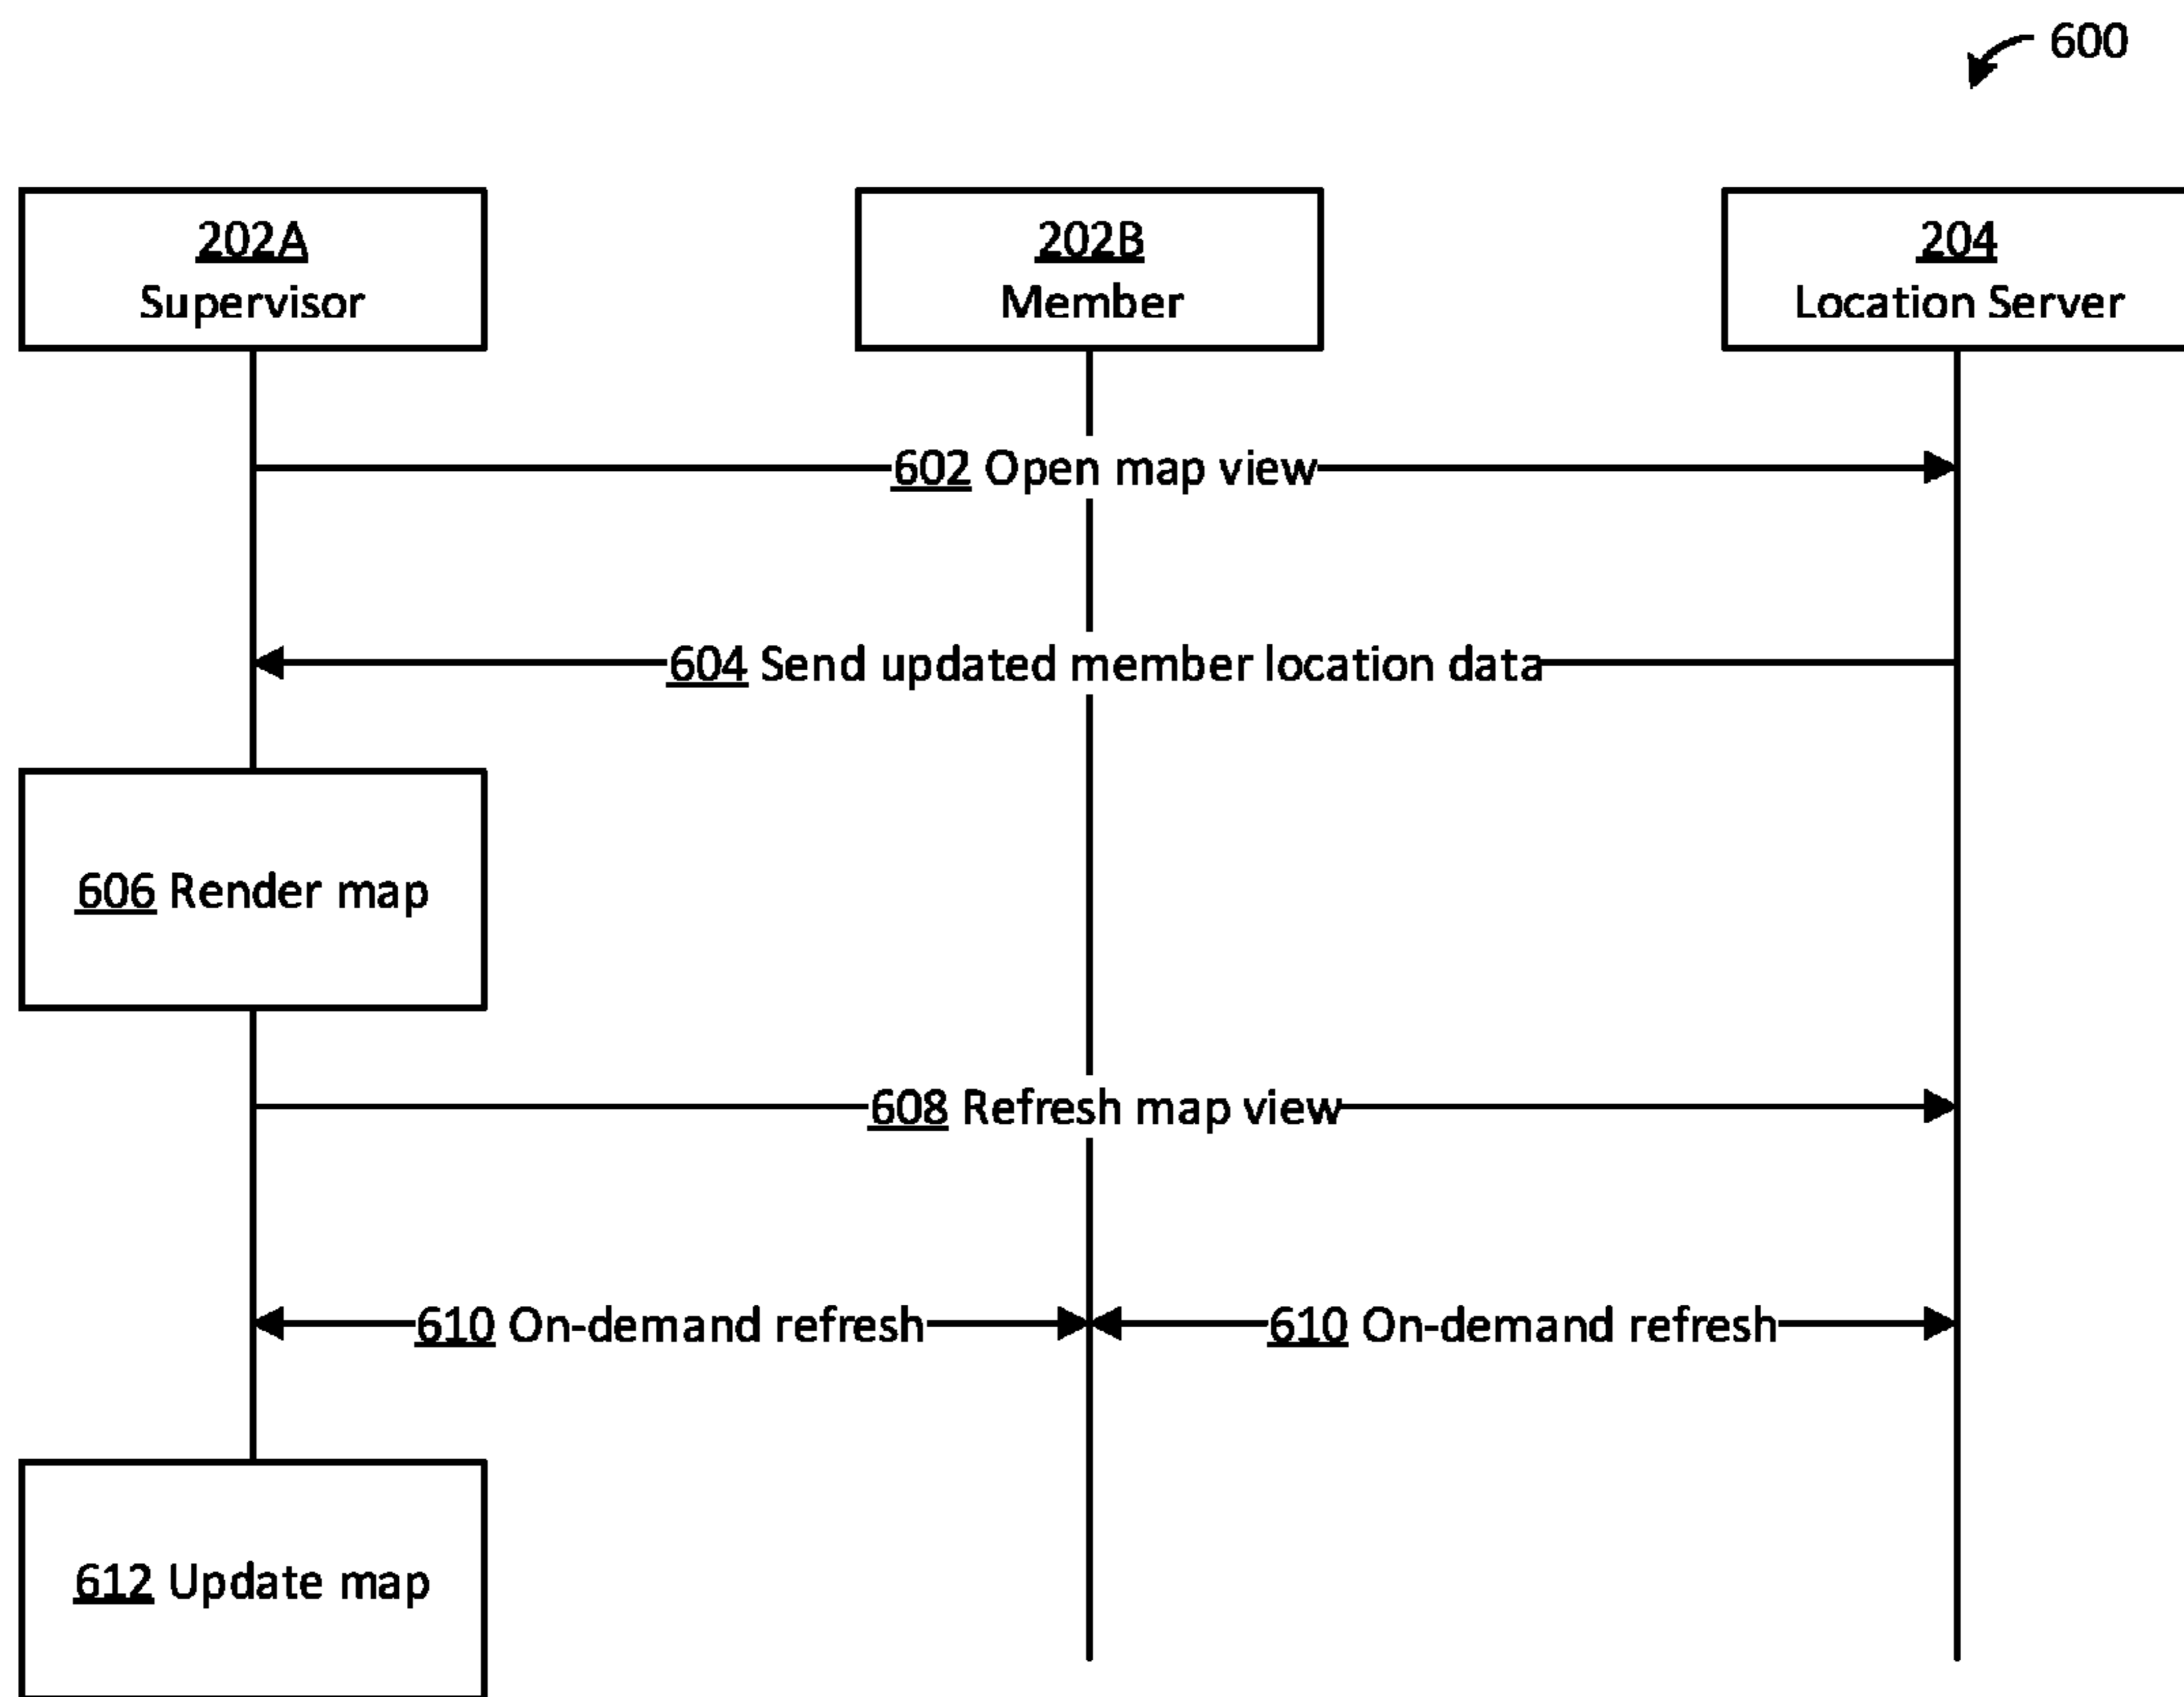 600
202A
Supervisor
202B
Member
204
Location Server
602 Open map view
604 Send updated member location data
606 Render map
608 Refresh map view
610 On-demand refresh
610 On-demand refresh
612 Update map